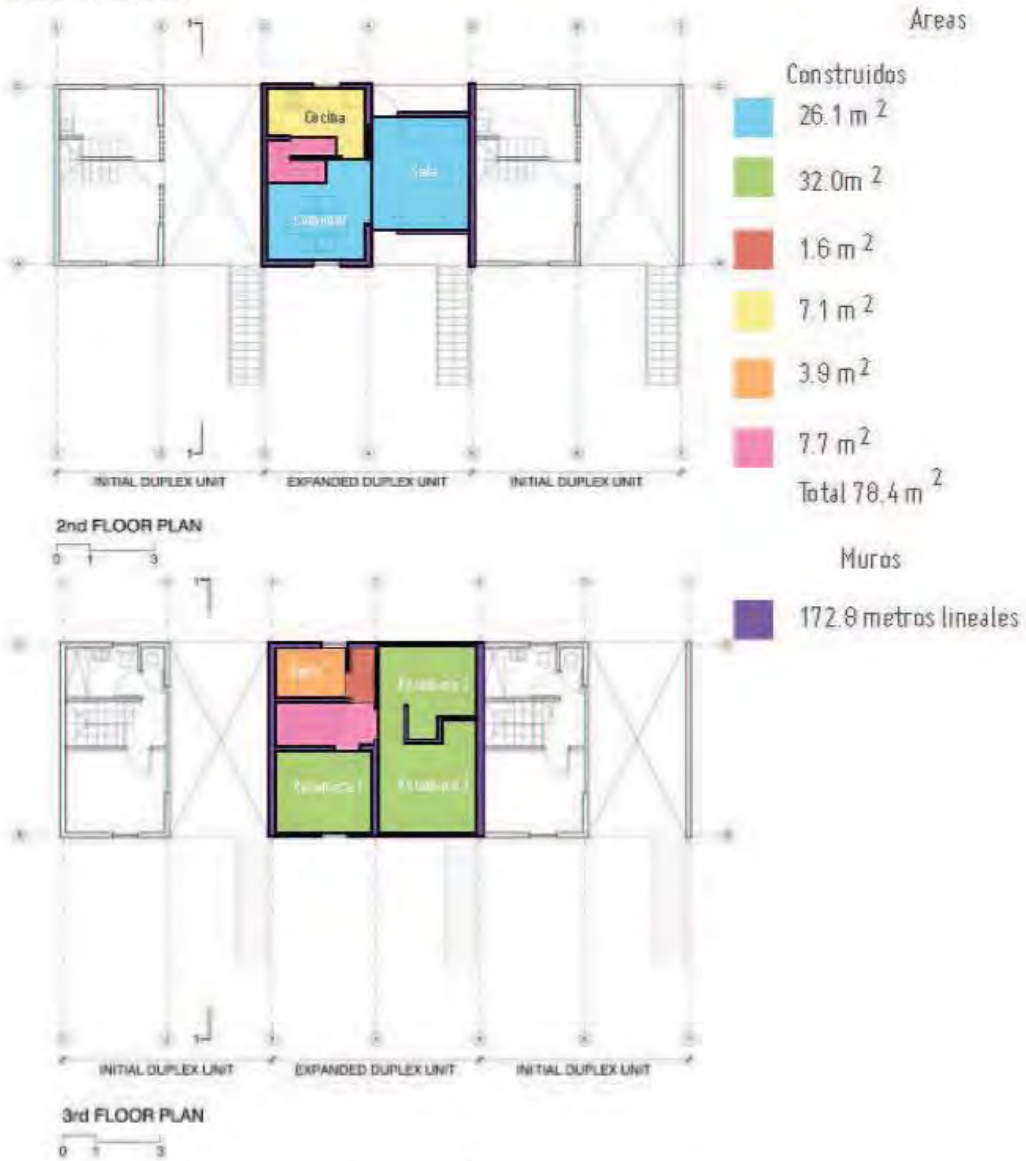 Areas
Construidos
26.1 m 2
32.0m 2
1.6 m 2
7.1 m 2
3.9 m 2
7.7 m 2
Total 78.4 m 2
Cocina
Sala
Comedor
INITIAL DUPLEX UNIT EXPANDED DUPLEX UNIT INITIAL DUPLEX UNIT
2nd FLOOR PLAN
0 1 3
Muros
172.8 metros lineales
INITIAL DUPLEX UNIT EXPANDED DUPLEX UNIT INITIAL DUPLEX UNIT
3rd FLOOR PLAN
0 1 3